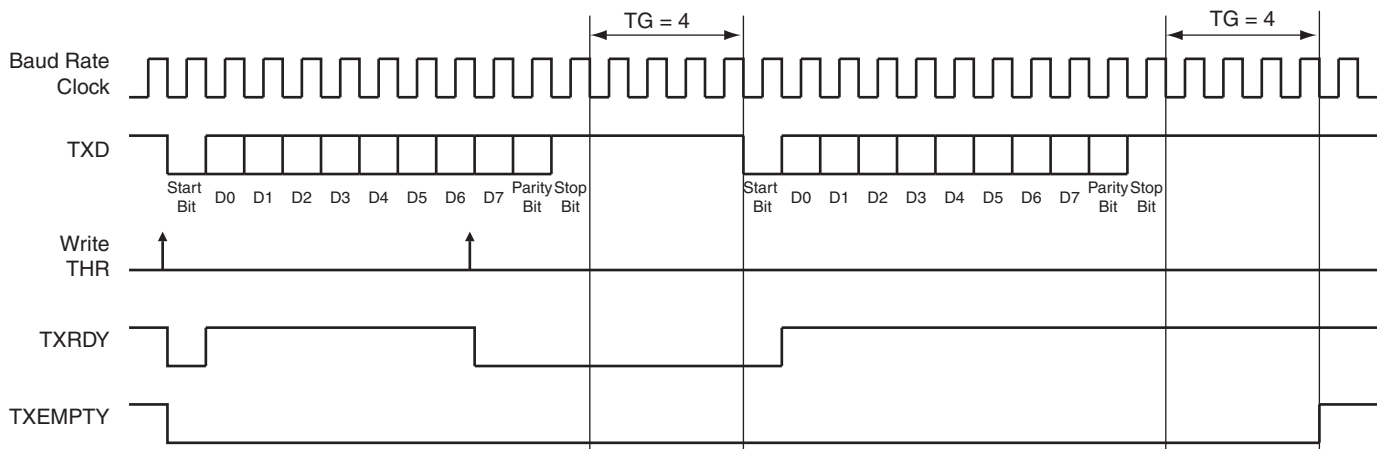 TG = 4
TG = 4
Baud Rate
Clock
TXD
Start
Bit
D0
D1
D2
D3
D4
D5
D6
D7
Parity
Bit
Stop
Bit
Start
Bit
D0
D1
D2
D3
D4
D5
D6
D7
Parity
Bit
Stop
Bit
Write
THR
TXRDY
TXEMPTY